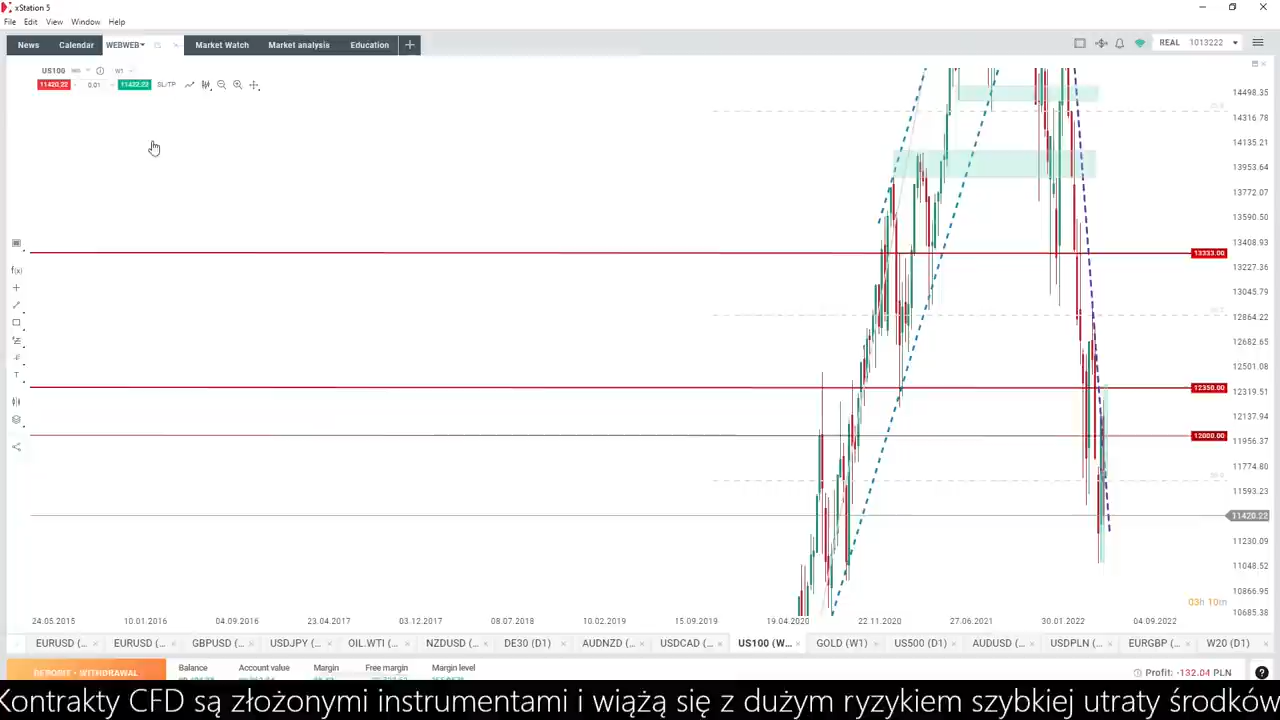 xStation 5
File Edit View Window Help
News Calendar WEBWEB Market Watch Market analysis Education
REAL 1013222
US100 W1
11420.22 0.01 11422.22 SL/TP
14498.35
14316.78
14135.21
13953.64
13772.07
13590.50
13408.93
13333.00
13227.36
13045.79
12864.22
12682.65
12501.08
12350.00
12319.51
12137.94
12000.00
11956.37
11774.80
11593.23
11420.22
11230.09
11048.52
10866.95
10685.38
f(x)
T
03h 10m
24.05.2015 10.01.2016 04.09.2016 23.04.2017 03.12.2017 08.07.2018 10.02.2019 15.09.2019 19.04.2020 22.11.2020 27.06.2021 30.01.2022 04.09.2022
EURUSD (... EURUSD (... GBPUSD (... USDJPY (... OIL.WTI (... NZDUSD (... DE30 (D1) AUDNZD (... USDCAD (... US100 (W... GOLD (W1) US500 (D1) AUDUSD (... USDPLN (... EURGBP (... W20 (D1)
DEPOSIT - WITHDRAWAL Balance Account value Margin Free margin Margin level Profit: -132.04 PLN
Kontrakty CFD są złożonymi instrumentami i wiążą się z dużym ryzykiem szybkiej utraty środków